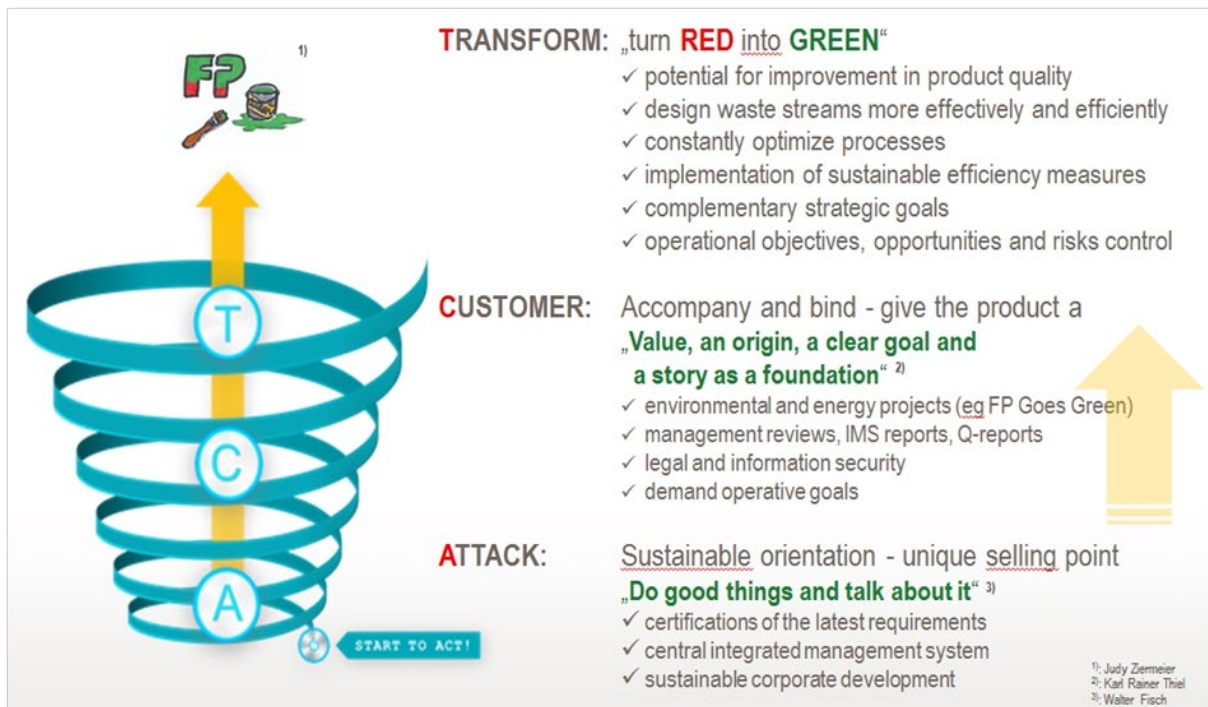 FP
1)
T
C
A
START TO ACT!
TRANSFORM: „turn RED into GREEN“
✓ potential for improvement in product quality
✓ design waste streams more effectively and efficiently
✓ constantly optimize processes
✓ implementation of sustainable efficiency measures
✓ complementary strategic goals
✓ operational objectives, opportunities and risks control
CUSTOMER: Accompany and bind - give the product a
„Value, an origin, a clear goal and
a story as a foundation“ 2)
✓ environmental and energy projects (eg FP Goes Green)
✓ management reviews, IMS reports, Q-reports
✓ legal and information security
✓ demand operative goals
ATTACK: Sustainable orientation - unique selling point
„Do good things and talk about it“ 3)
✓ certifications of the latest requirements
✓ central integrated management system
✓ sustainable corporate development
1): Judy Ziermeier
2): Karl Rainer Thiel
3): Walter Fisch